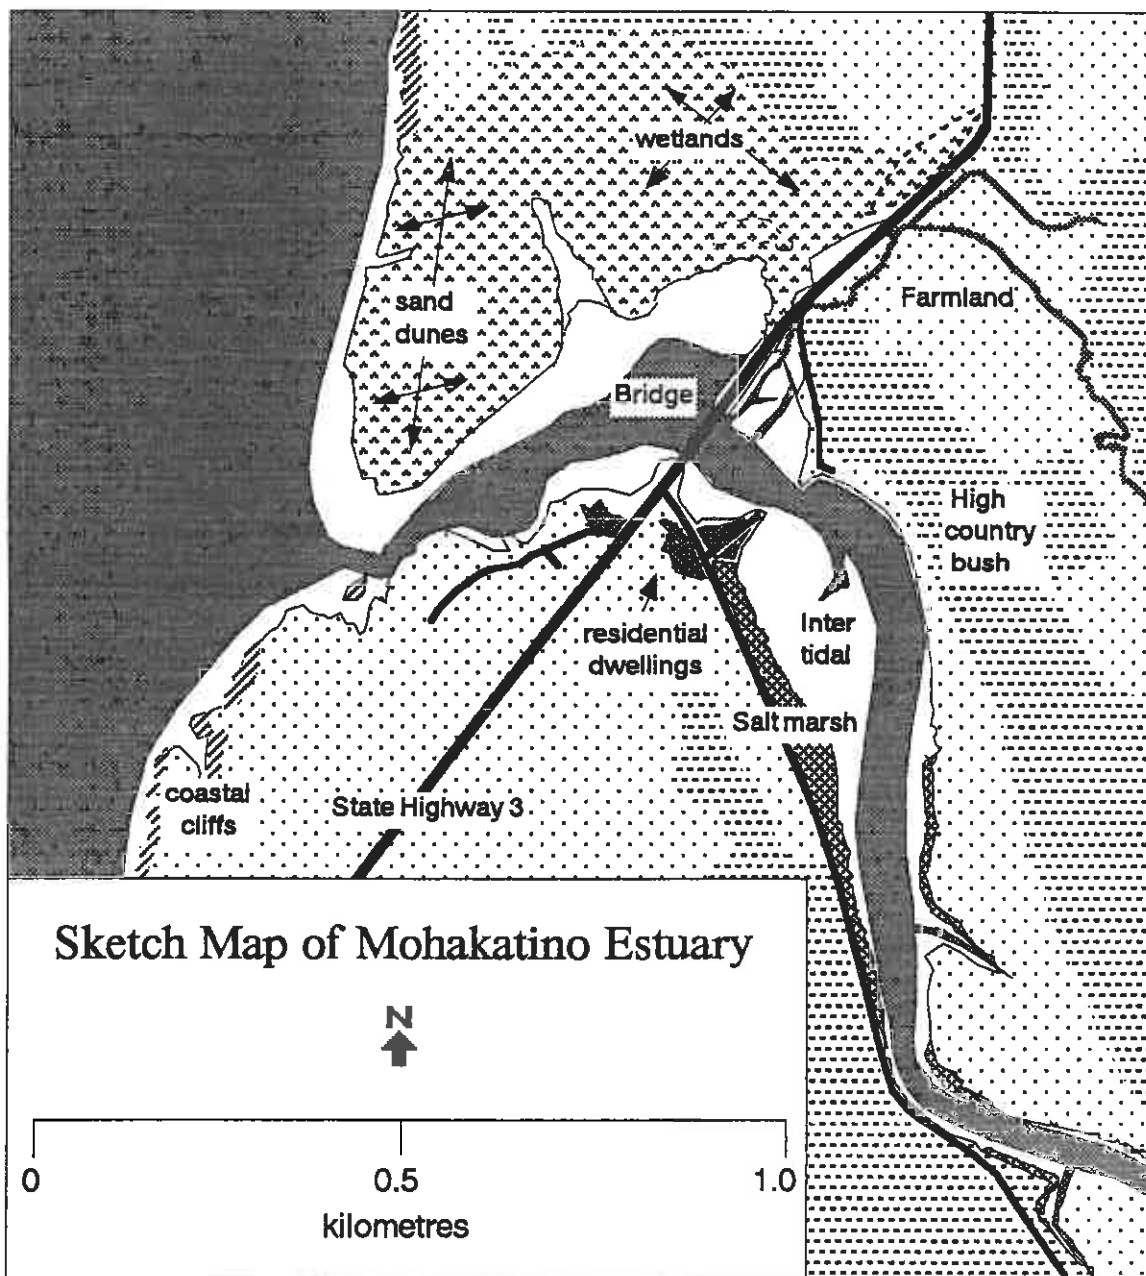 wetlands
sand
dunes
Farmland
Bridge
High
country
bush
residential
dwellings
Inter
tidal
Salt marsh
coastal
cliffs
State Highway 3
Sketch Map of Mohakatino Estuary
N
0
0.5
1.0
kilometres